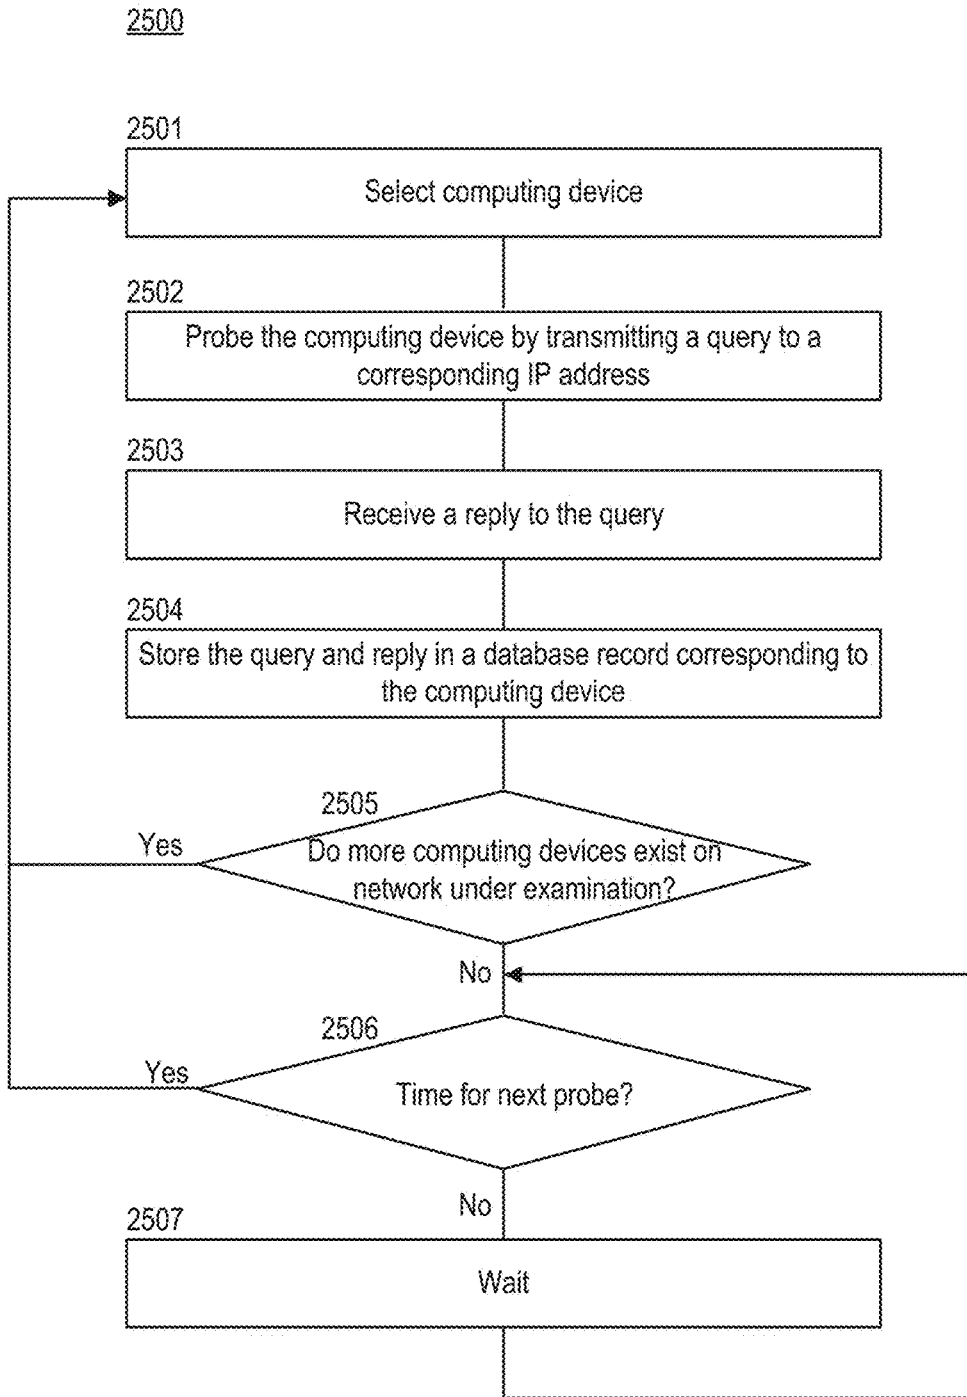 2500
2501
Select computing device
2502
Probe the computing device by transmitting a query to a
corresponding IP address
2503
Receive a reply to the query
2504
Store the query and reply in a database record corresponding to
the computing device
2505
Yes
Do more computing devices exist on
network under examination?
No
2506
Yes
Time for next probe?
No
2507
Wait